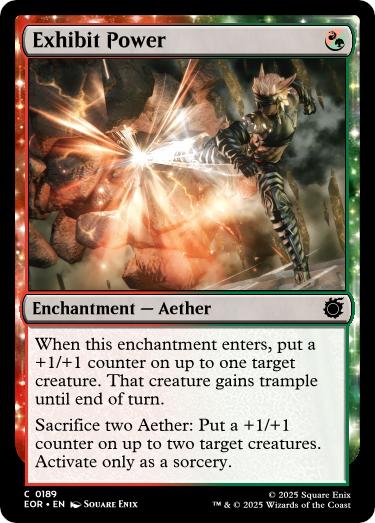 Exhibit Power
Enchantment — Aether
When this enchantment enters, put a
+1/+1 counter on up to one target
creature. That creature gains trample
until end of turn.
Sacrifice two Aether: Put a +1/+1
counter on up to two target creatures.
Activate only as a sorcery.
C 0189
EOR • EN Square Enix
© 2025 Square Enix
™ & © 2025 Wizards of the Coast